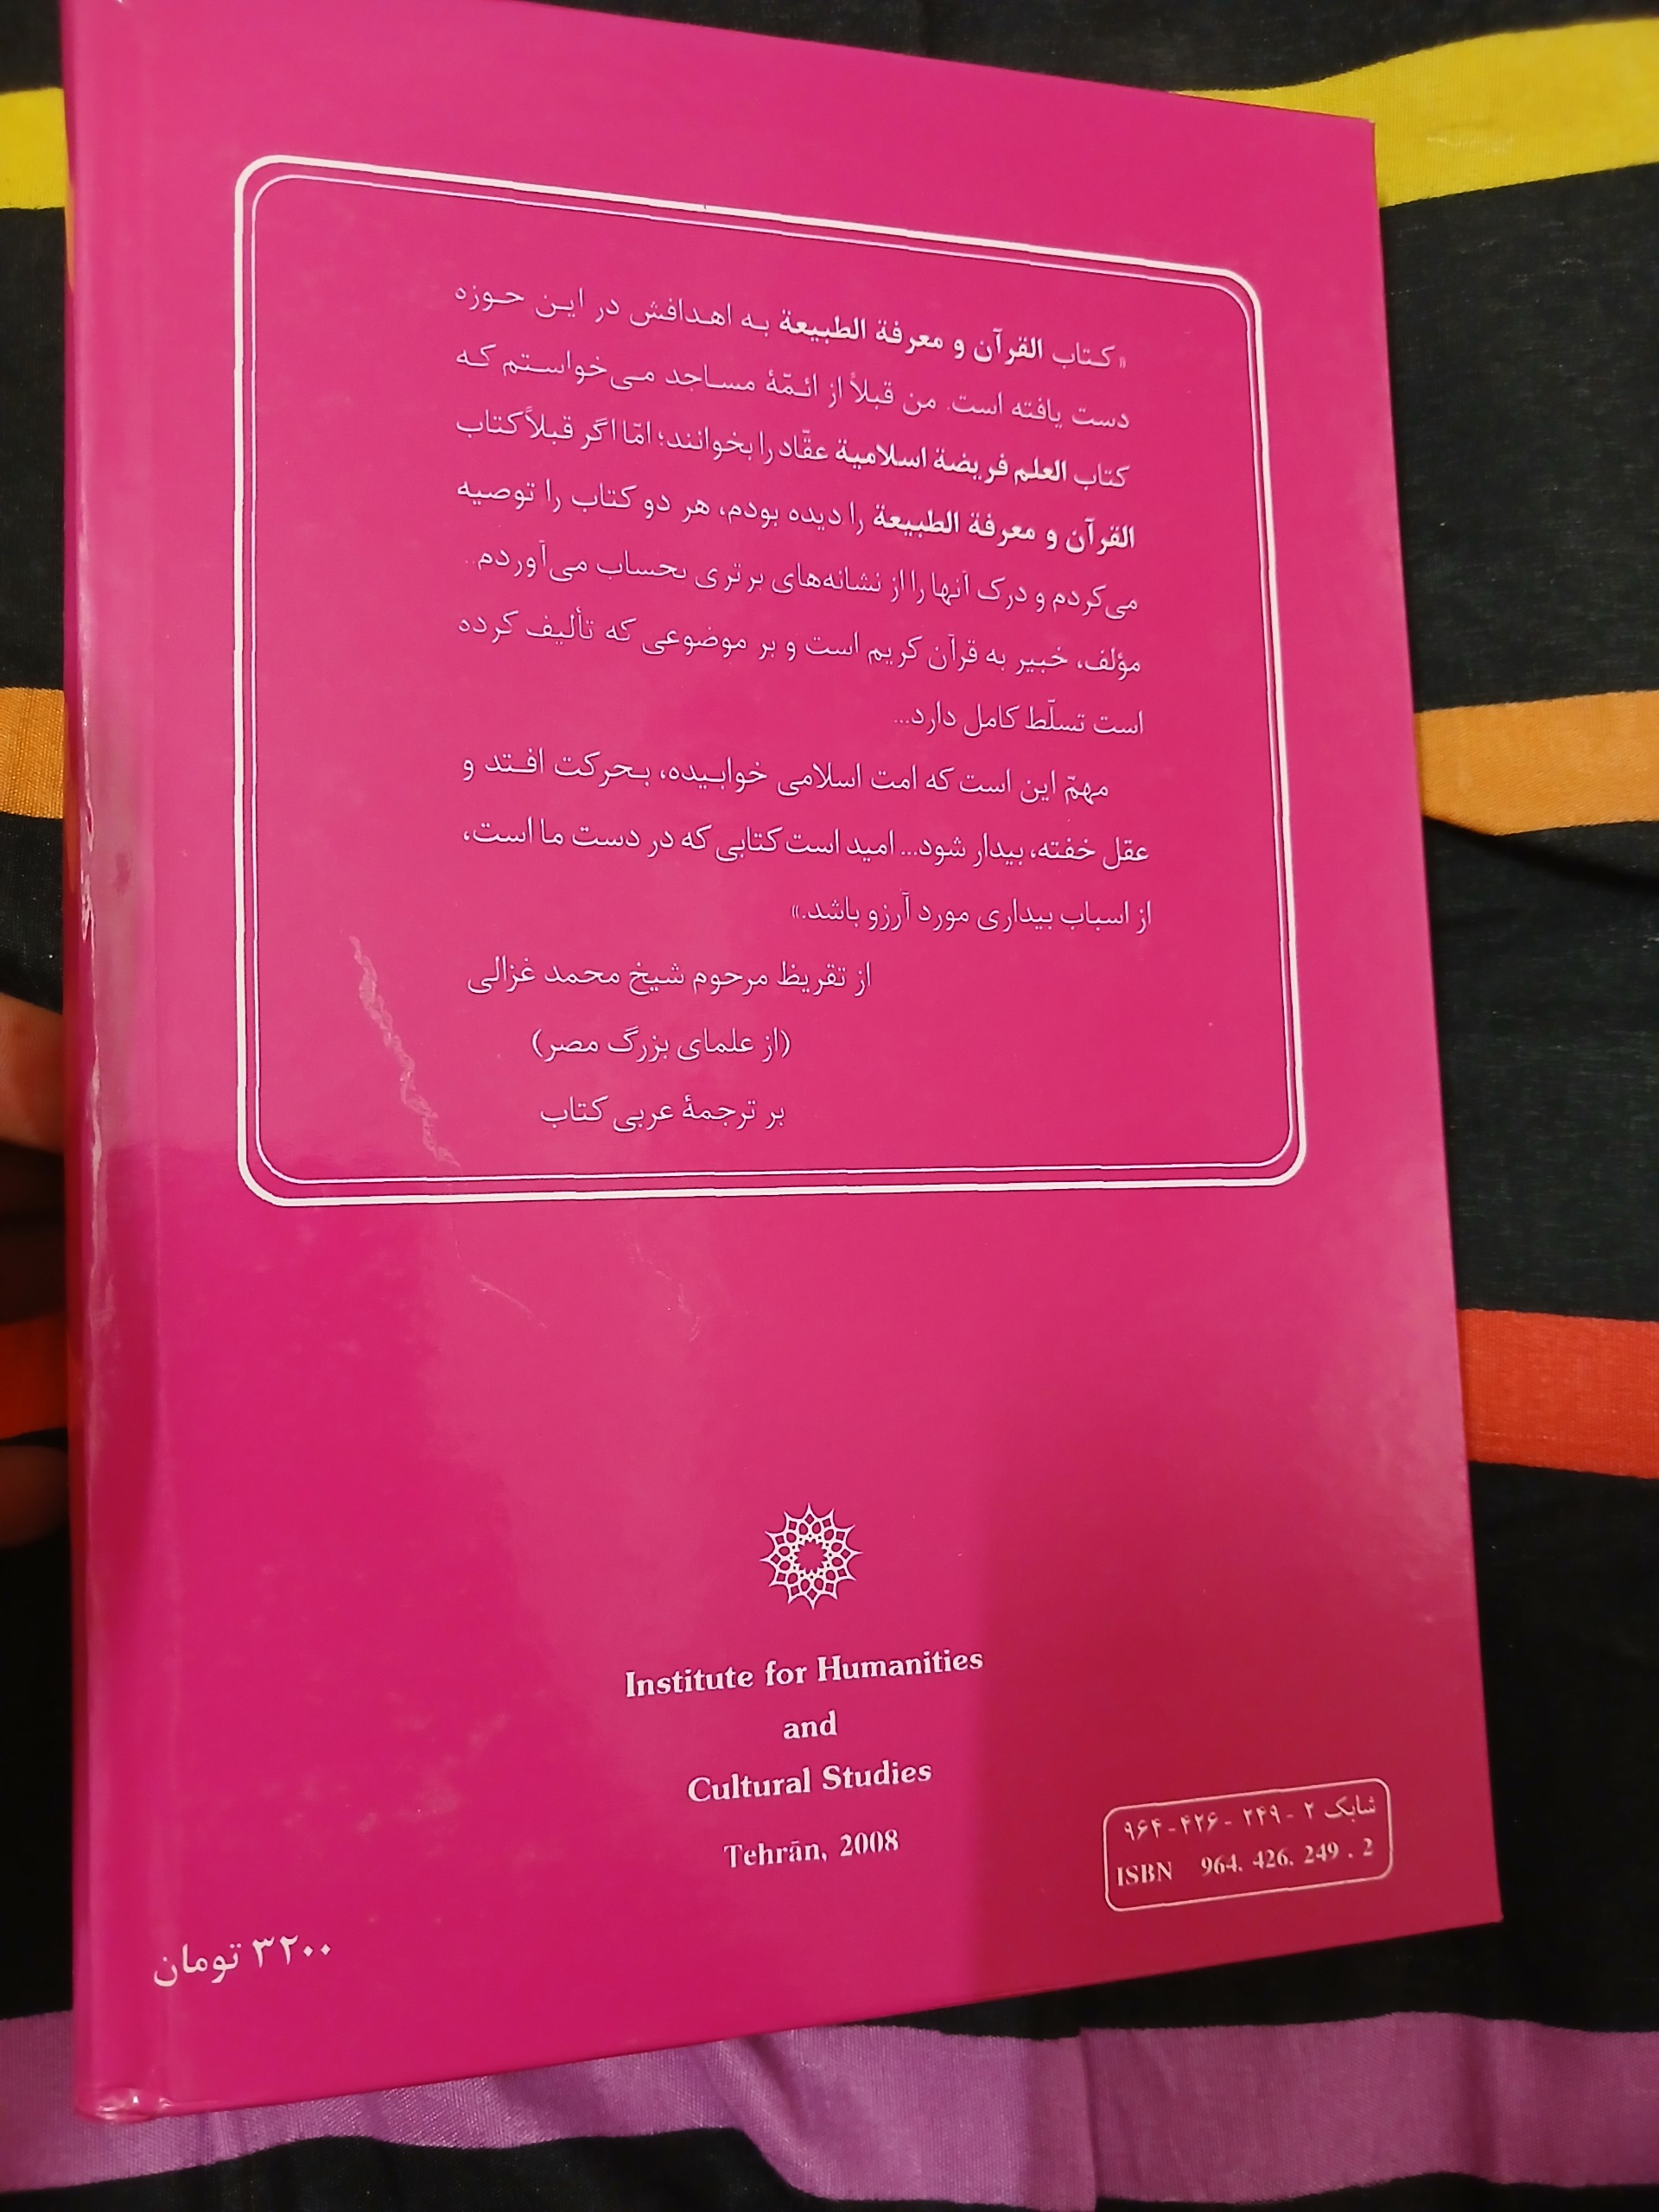 «کتاب القرآن و معرفة الطبیعة به اهدافش در این حوزه
دست یافته است. من قبلاً از ائمّهٔ مساجد می‌خواستم که
کتاب العلم فریضة اسلامیة عقّاد را بخوانند؛ امّا اگر قبلاً کتاب
القرآن و معرفة الطبیعة را دیده بودم، هر دو کتاب را توصیه
می‌کردم و درک آنها را از نشانه‌های برتری بحساب می‌آوردم..
مؤلف، خبیر به قرآن کریم است و بر موضوعی که تألیف کرده
است تسلّط کامل دارد...
مهمّ این است که امت اسلامی خوابیده، بحرکت افتد و
عقل خفته، بیدار شود... امید است کتابی که در دست ما است،
از اسباب بیداری مورد آرزو باشد.»
از تقریظ مرحوم شیخ محمد غزالی
(از علمای بزرگ مصر)
بر ترجمهٔ عربی کتاب
Institute for Humanities
and
Cultural Studies
Tehrān, 2008
شابک ۲ - ۲۴۹ - ۴۲۶ - ۹۶۴
ISBN 964. 426. 249 . 2
۳۲۰۰ تومان